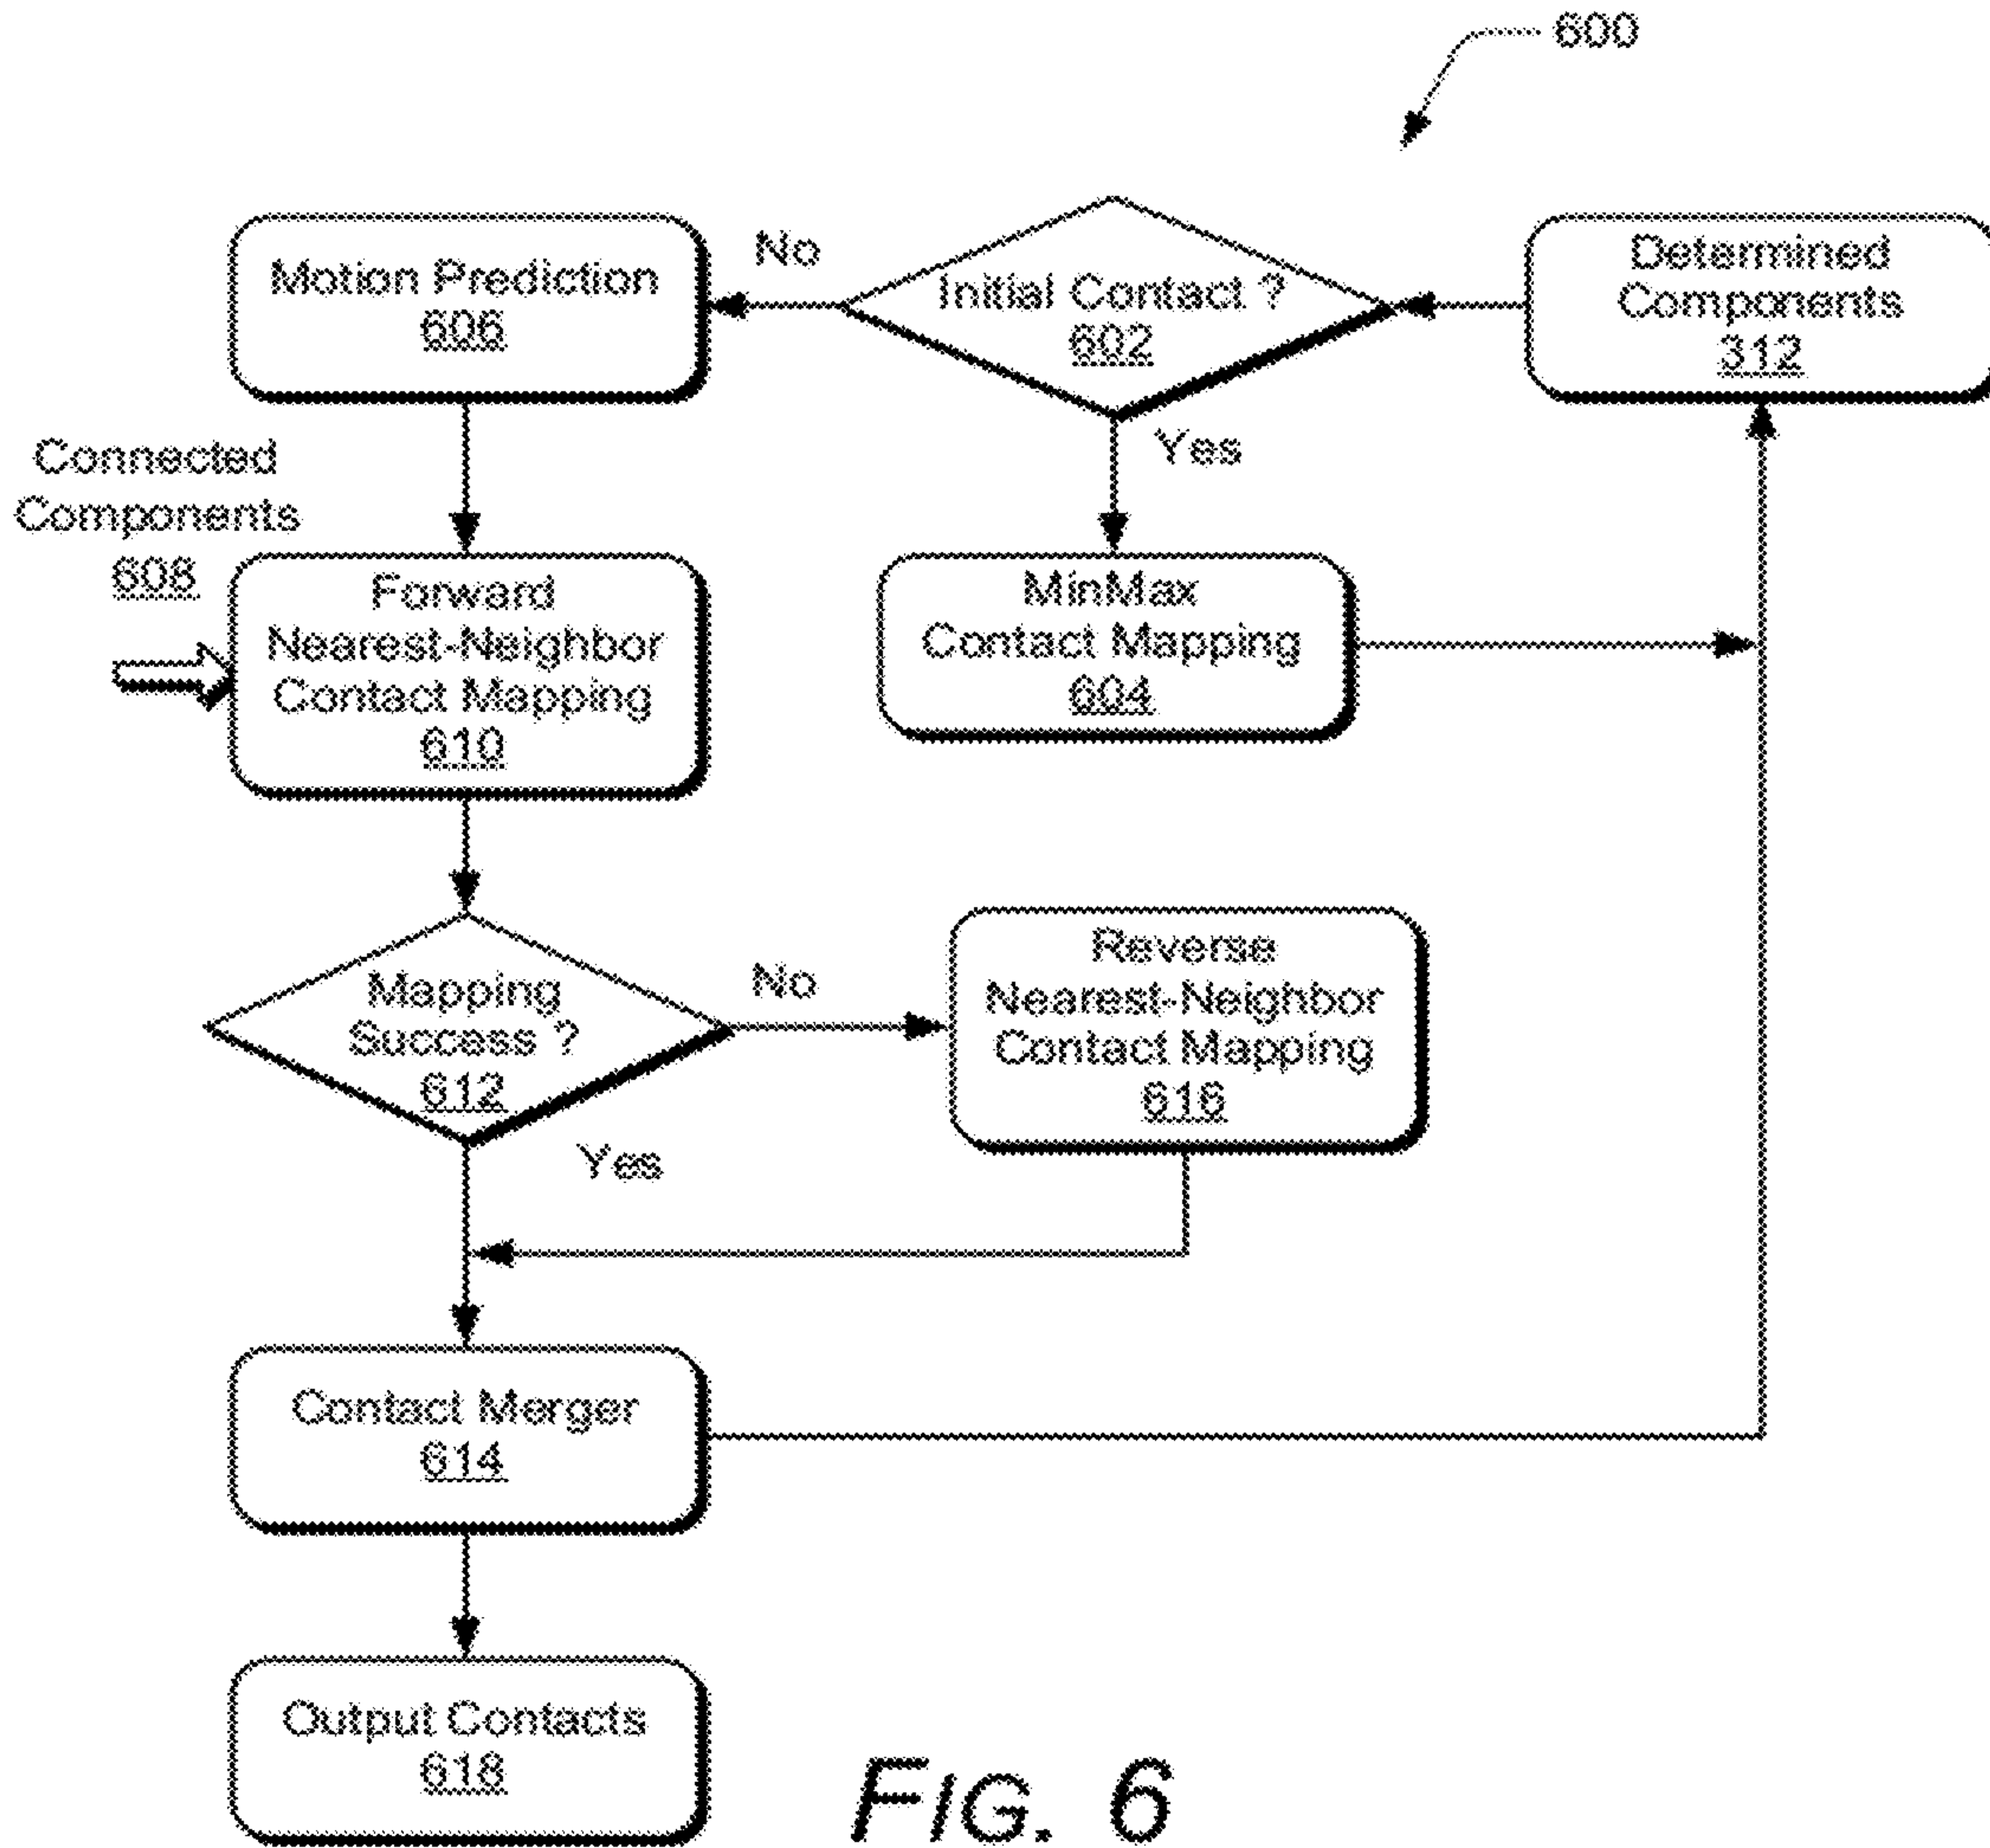 600
Motion Prediction
606
No
Initial Contact ?
602
Yes
Determined
Components
312
Connected
Components
608
Forward
Nearest-Neighbor
Contact Mapping
610
MinMax
Contact Mapping
604
Mapping
Success ?
612
No
Yes
Reverse
Nearest-Neighbor
Contact Mapping
616
Contact Merger
614
Output Contacts
618
FIG. 6